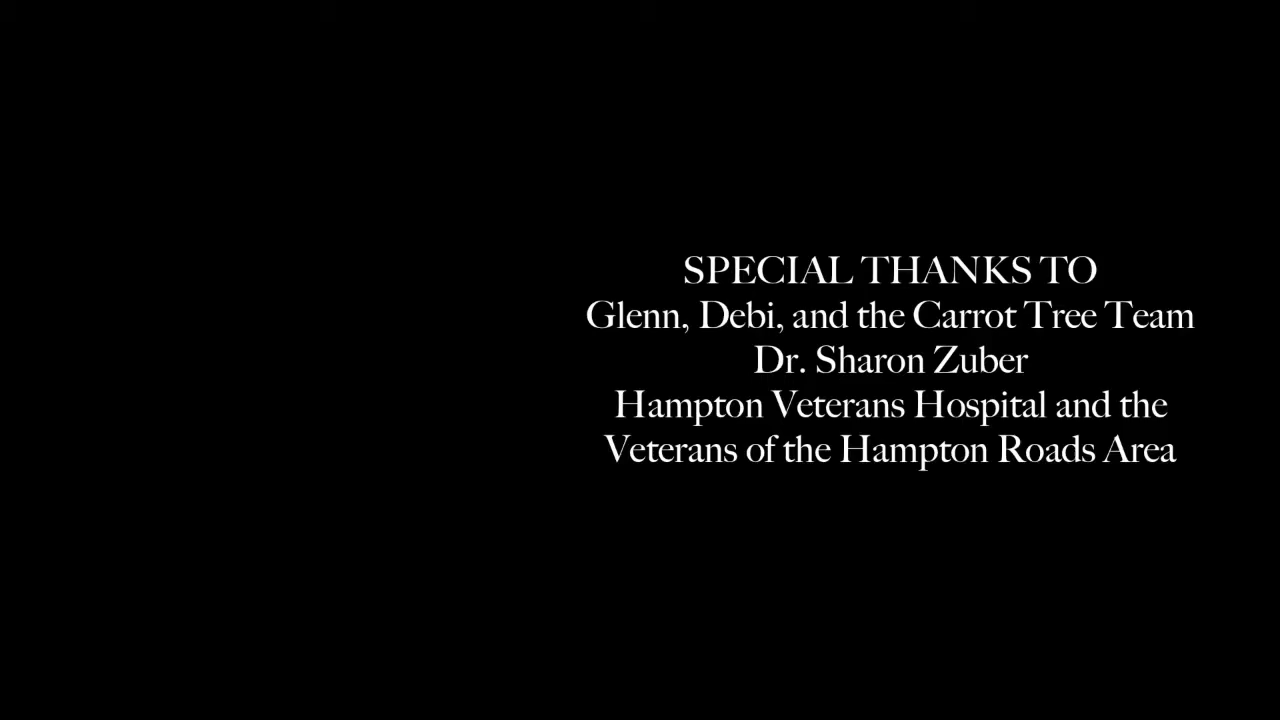 SPECIAL THANKS TO
Glenn, Debi, and the Carrot Tree Team
Dr. Sharon Zuber
Hampton Veterans Hospital and the
Veterans of the Hampton Roads Area